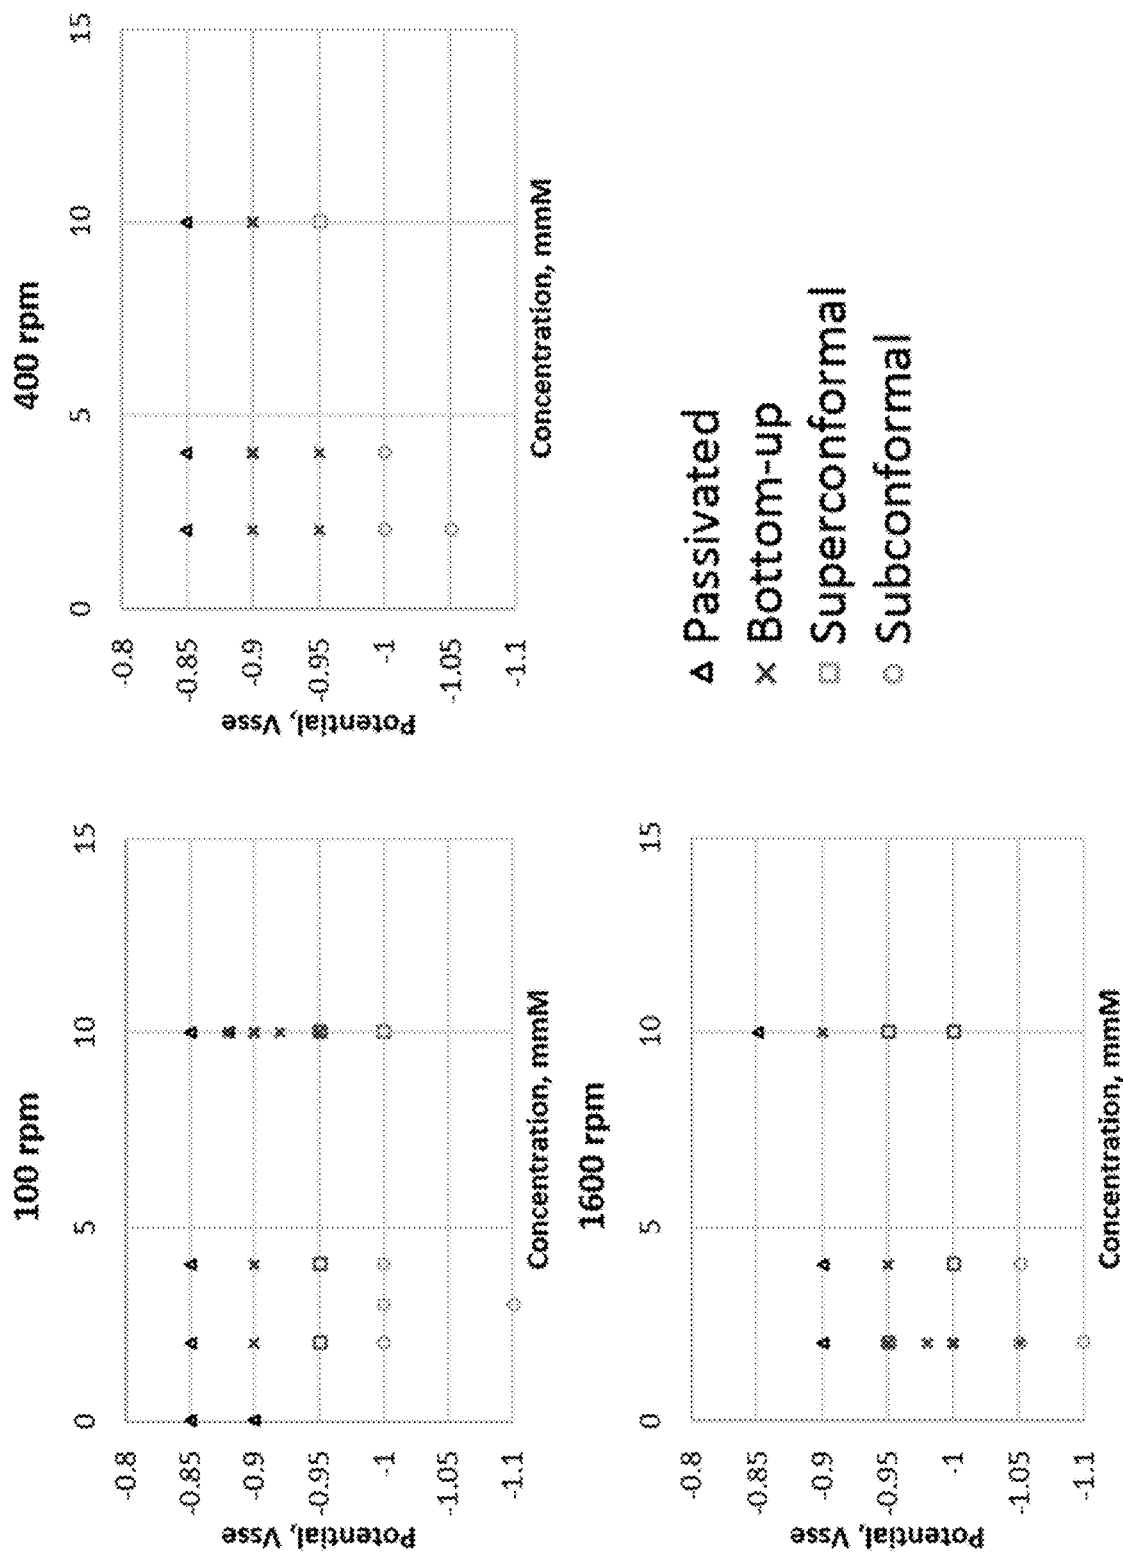 100 rpm
0
5
10
15
-0.8
-0.85
-0.9
-0.95
-1
-1.05
-1.1
Potential, Vsse
Concentration, mmM
400 rpm
0
5
10
15
-0.8
-0.85
-0.9
-0.95
-1
-1.05
-1.1
Potential, Vsse
Concentration, mmM
1600 rpm
0
5
10
15
-0.8
-0.85
-0.9
-0.95
-1
-1.05
-1.1
Potential, Vsse
Concentration, mmM
Passivated
Bottom-up
Superconformal
Subconformal